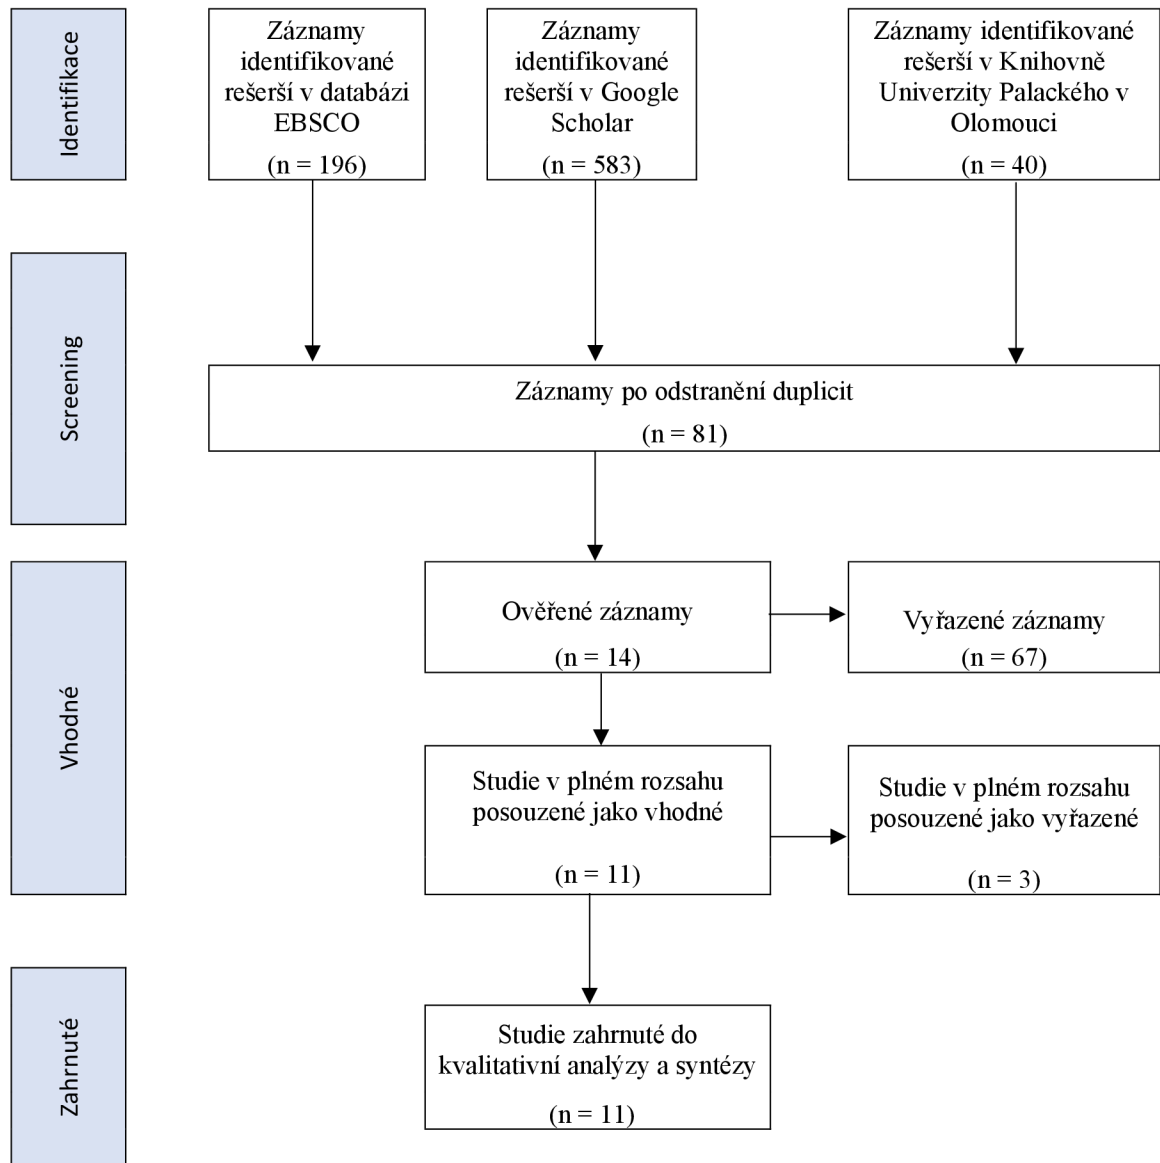 Identifikace
Záznamy
identifikované
rešerší v databázi
EBSCO
(n = 196)
Záznamy
identifikované
rešerší v Google
Scholar
(n = 583)
Záznamy identifikované
rešerší v Knihovně
Univerzity Palackého v
Olomouci
(n = 40)
Screening
Záznamy po odstranění duplicit
(n = 81)
Vhodné
Ověřené záznamy
(n = 14)
Vyřazené záznamy
(n = 67)
Studie v plném rozsahu
posouzené jako vhodné
(n = 11)
Studie v plném rozsahu
posouzené jako vyřazené
(n = 3)
Zahrnuté
Studie zahrnuté do
kvalitativní analýzy a syntézy
(n = 11)